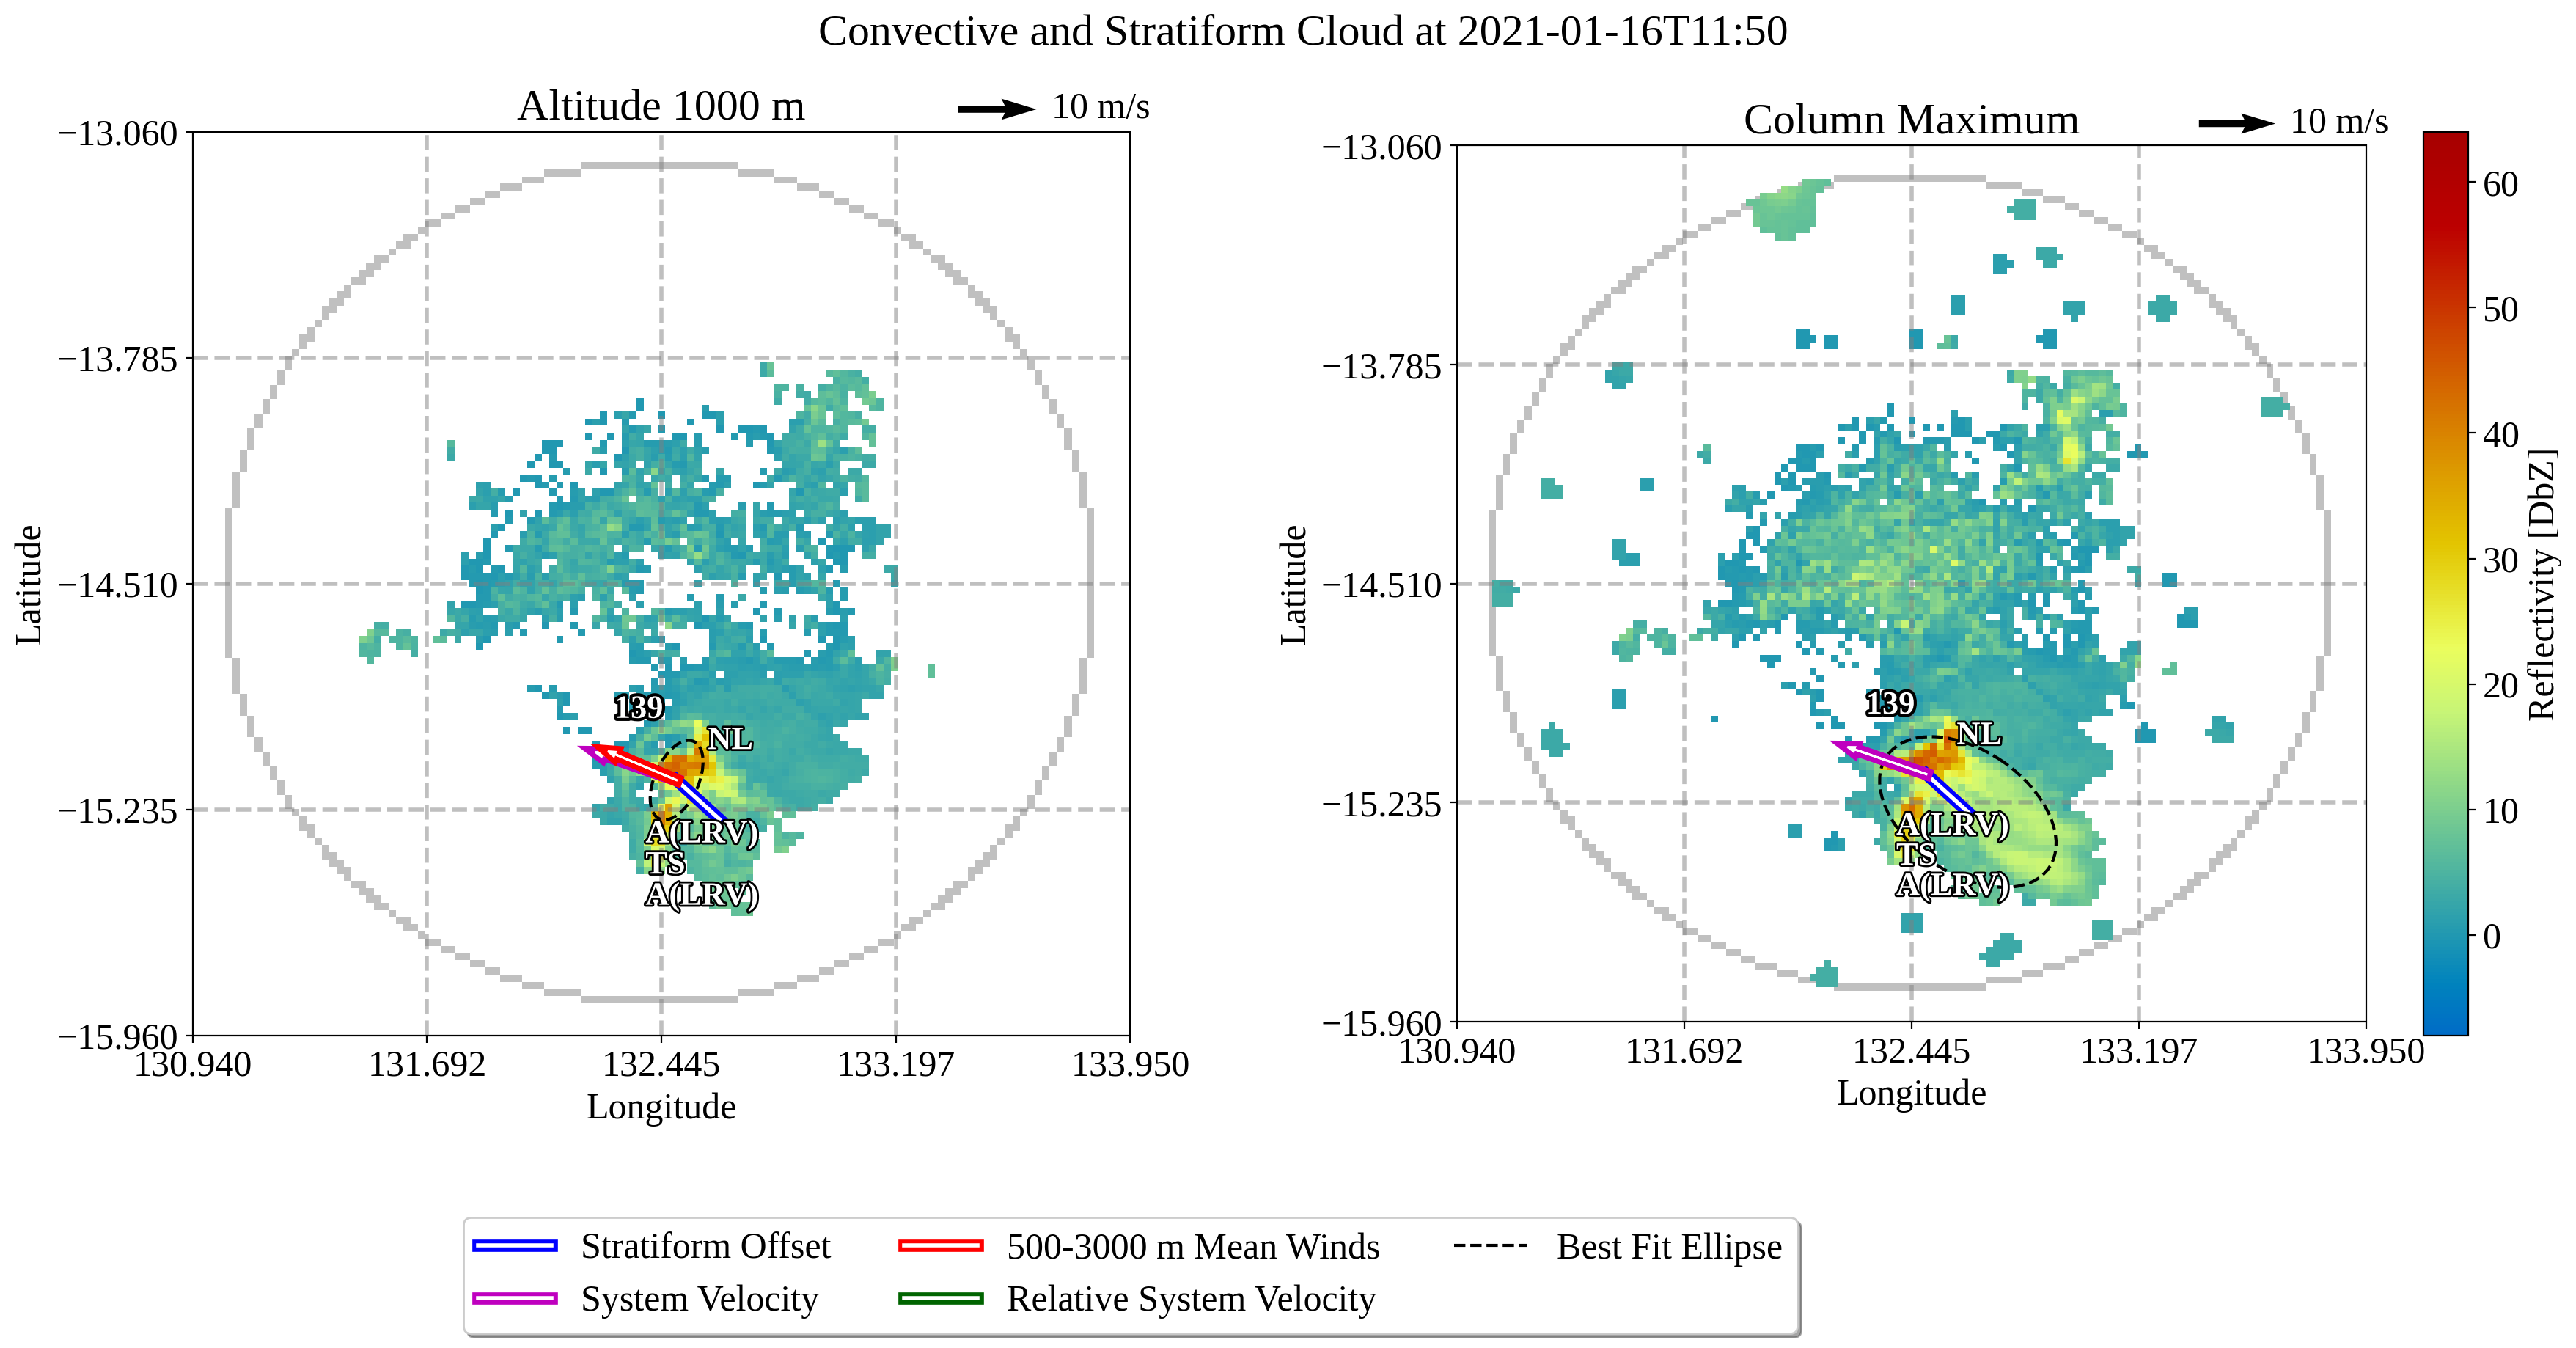 Convective and Stratiform Cloud at 2021-01-16T11:50
Altitude 1000 m
10 m/s
−13.060
−13.785
−14.510
−15.235
−15.960
130.940
131.692
132.445
133.197
133.950
Latitude
Longitude
139
NL
A(LRV)
TS
A(LRV)
Column Maximum
10 m/s
−13.060
−13.785
−14.510
−15.235
−15.960
130.940
131.692
132.445
133.197
133.950
Latitude
Longitude
139
NL
A(LRV)
TS
A(LRV)
60
50
40
30
20
10
0
Reflectivity [DbZ]
Stratiform Offset
System Velocity
500-3000 m Mean Winds
Relative System Velocity
Best Fit Ellipse